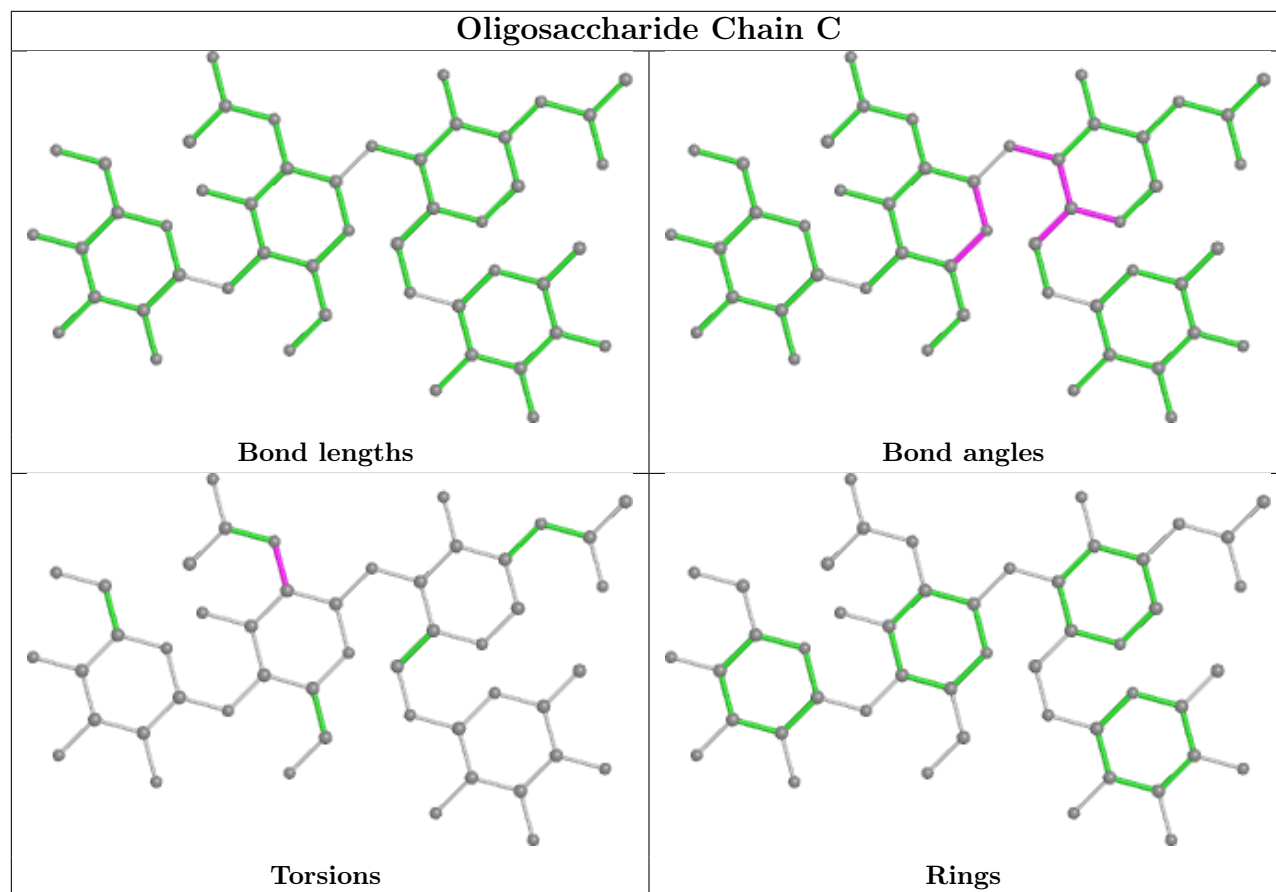 Oligosaccharide Chain C
Bond lengths
Bond angles
Torsions
Rings